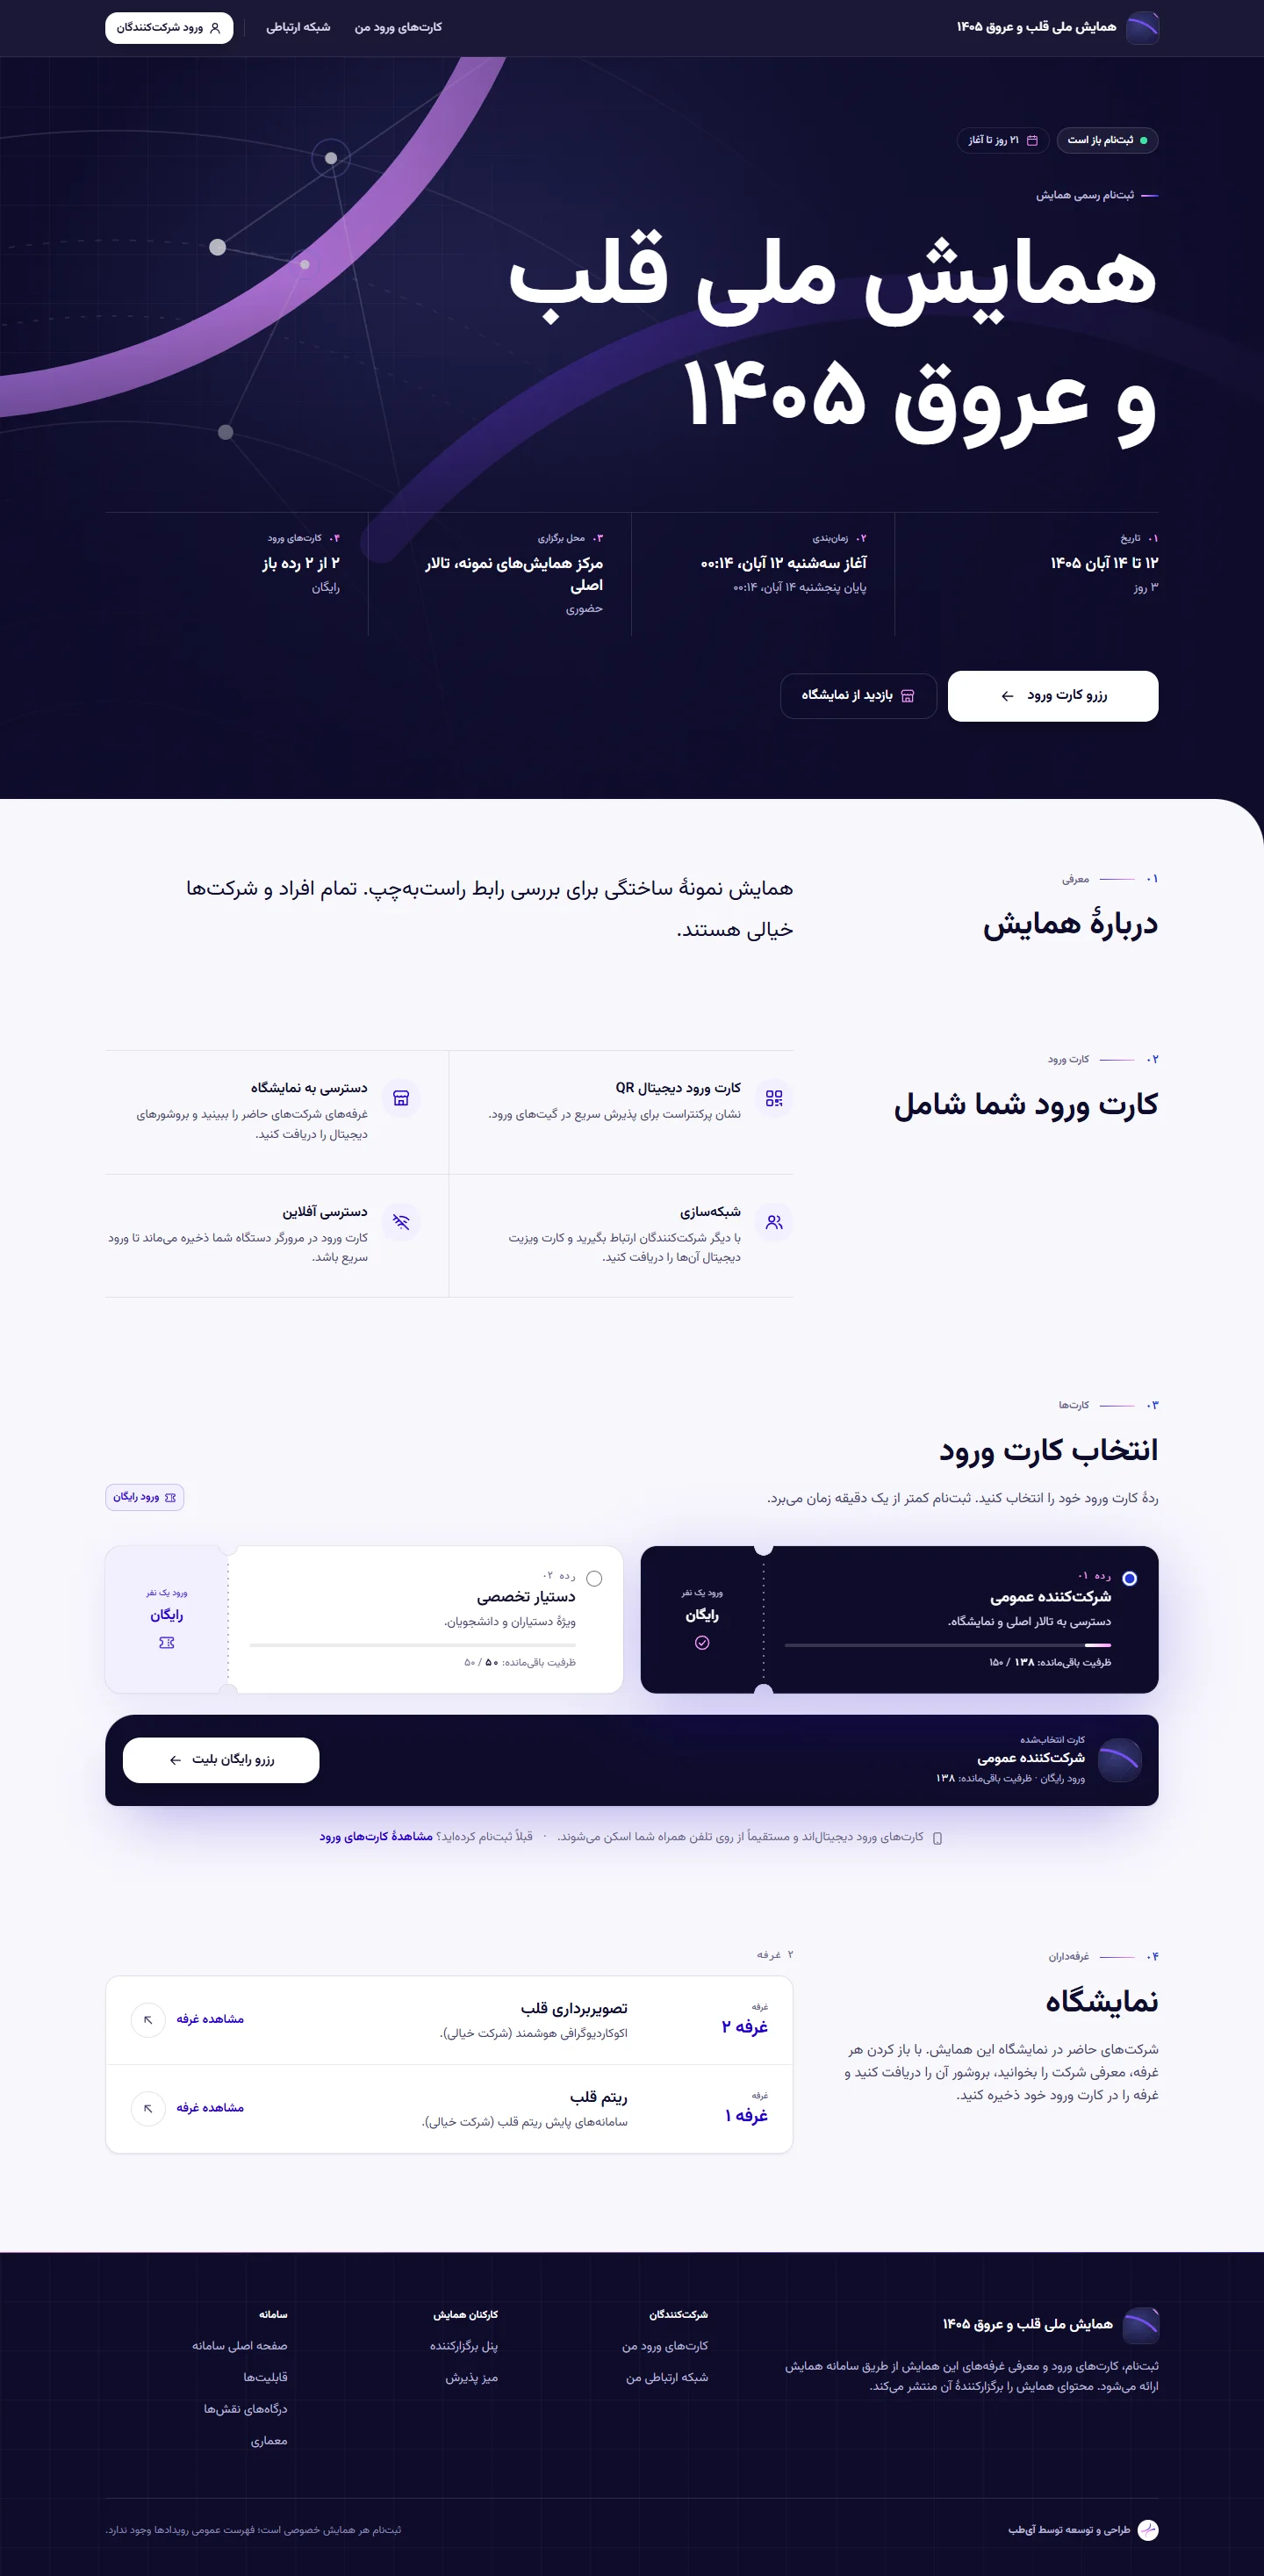 همایش ملی قلب و عروق ۱۴۰۵
کارت‌های ورود من
شبکه ارتباطی
ورود شرکت‌کنندگان
ثبت‌نام باز است
۲۱ روز تا آغاز
ثبت‌نام رسمی همایش
همایش ملی قلب
و عروق ۱۴۰۵
۰۱ تاریخ
۱۲ تا ۱۴ آبان ۱۴۰۵
۳ روز
۰۲ زمان‌بندی
آغاز سه‌شنبه ۱۲ آبان، ۰۰:۱۴
پایان پنجشنبه ۱۴ آبان، ۰۰:۱۴
۰۳ محل برگزاری
مرکز همایش‌های نمونه، تالار
اصلی
حضوری
۰۴ کارت‌های ورود
۲ از ۲ رده باز
رایگان
رزرو کارت ورود
بازدید از نمایشگاه
۰۱ معرفی
دربارهٔ همایش
همایش نمونهٔ ساختگی برای بررسی رابط راست‌به‌چپ. تمام افراد و شرکت‌ها
خیالی هستند.
۰۲ کارت ورود
کارت ورود شما شامل
کارت ورود دیجیتال QR
نشان پرکنتراست برای پذیرش سریع در گیت‌های ورود.
دسترسی به نمایشگاه
غرفه‌های شرکت‌های حاضر را ببینید و بروشورهای
دیجیتال را دریافت کنید.
شبکه‌سازی
با دیگر شرکت‌کنندگان ارتباط بگیرید و کارت ویزیت
دیجیتال آن‌ها را دریافت کنید.
دسترسی آفلاین
کارت ورود در مرورگر دستگاه شما ذخیره می‌ماند تا ورود
سریع باشد.
۰۳ کارت‌ها
انتخاب کارت ورود
ردهٔ کارت ورود خود را انتخاب کنید. ثبت‌نام کمتر از یک دقیقه زمان می‌برد.
ورود رایگان
رده ۰۱
شرکت‌کننده عمومی
دسترسی به تالار اصلی و نمایشگاه.
ظرفیت باقی‌مانده: ۱۳۸ / ۱۵۰
ورود یک نفر
رایگان
رده ۰۲
دستیار تخصصی
ویژهٔ دستیاران و دانشجویان.
ظرفیت باقی‌مانده: ۵۰ / ۵۰
ورود یک نفر
رایگان
کارت انتخاب‌شده
شرکت‌کننده عمومی
ورود رایگان · ظرفیت باقی‌مانده: ۱۳۸
رزرو رایگان بلیت
کارت‌های ورود دیجیتال‌اند و مستقیماً از روی تلفن همراه شما اسکن می‌شوند. · قبلاً ثبت‌نام کرده‌اید؟ مشاهدهٔ کارت‌های ورود
۰۴ غرفه‌داران
نمایشگاه
شرکت‌های حاضر در نمایشگاه این همایش. با باز کردن هر
غرفه، معرفی شرکت را بخوانید، بروشور آن را دریافت کنید و
غرفه را در کارت ورود خود ذخیره کنید.
۲ غرفه
غرفه
غرفه ۲
تصویربرداری قلب
اکوکاردیوگرافی هوشمند (شرکت خیالی).
مشاهده غرفه
غرفه
غرفه ۱
ریتم قلب
سامانه‌های پایش ریتم قلب (شرکت خیالی).
مشاهده غرفه
همایش ملی قلب و عروق ۱۴۰۵
ثبت‌نام، کارت‌های ورود و معرفی غرفه‌های این همایش از طریق سامانه همایش
ارائه می‌شود. محتوای همایش را برگزارکنندهٔ آن منتشر می‌کند.
شرکت‌کنندگان
کارت‌های ورود من
شبکه ارتباطی من
کارکنان همایش
پنل برگزارکننده
میز پذیرش
سامانه
صفحه اصلی سامانه
قابلیت‌ها
درگاه‌های نقش‌ها
معماری
طراحی و توسعه توسط آی‌طب
ثبت‌نام هر همایش خصوصی است؛ فهرست عمومی رویدادها وجود ندارد.